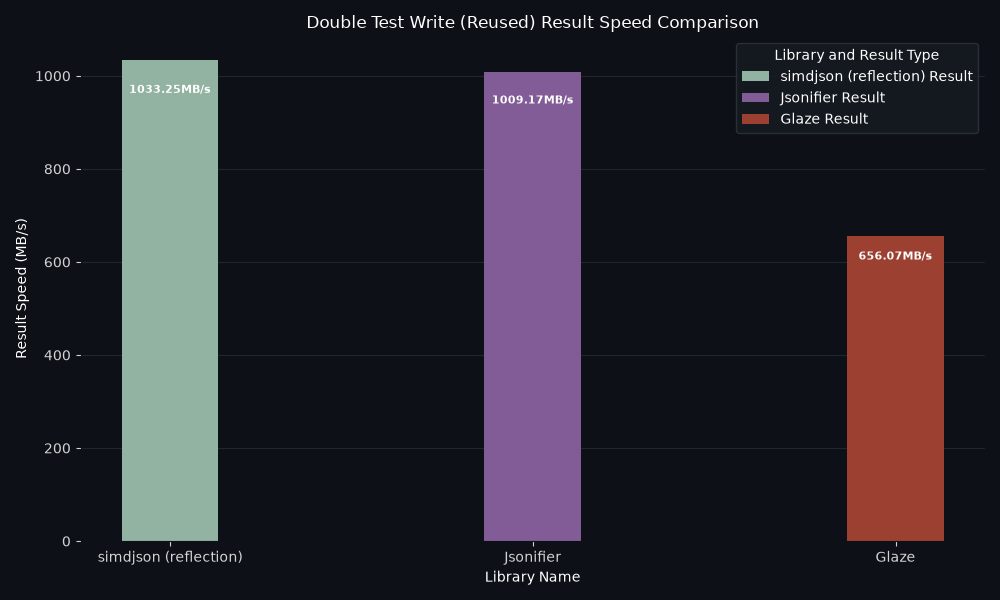 Double Test Write (Reused) Result Speed Comparison
Library and Result Type
simdjson (reflection) Result
Jsonifier Result
Glaze Result
Result Speed (MB/s)
1000
800
600
400
200
0
1033.25MB/s
1009.17MB/s
656.07MB/s
simdjson (reflection)
Jsonifier
Glaze
Library Name